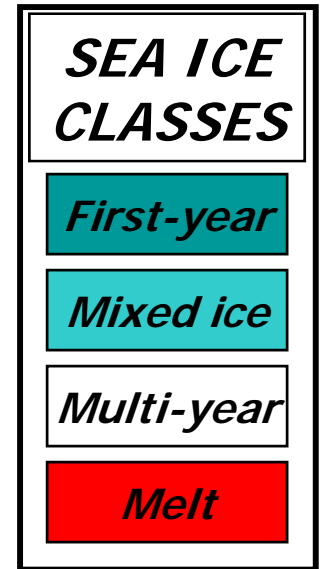 SEA ICE
CLASSES
First-year
Mixed ice
Multi-year
Melt